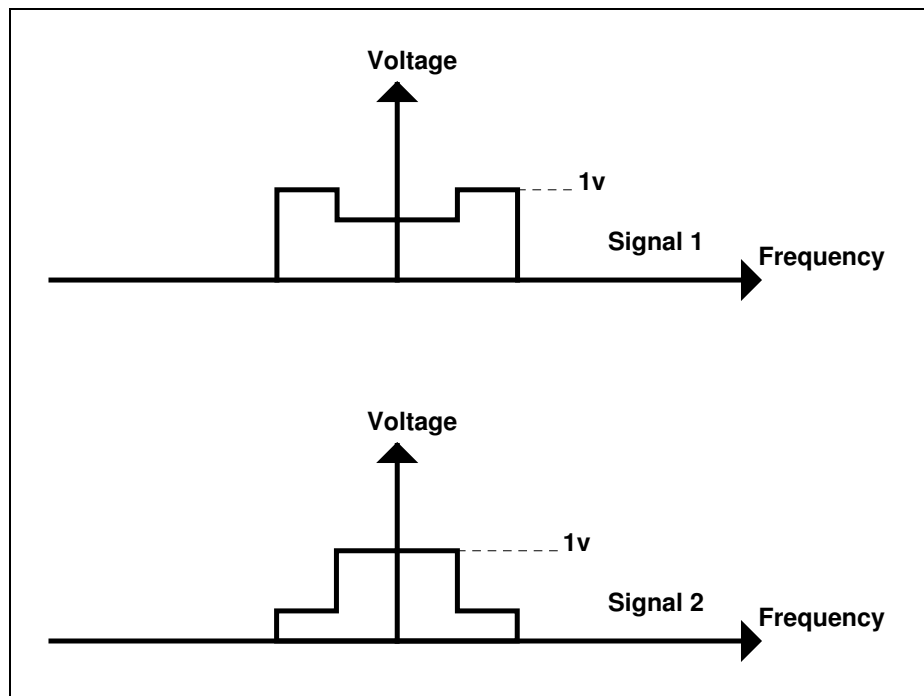 Voltage
1v
Signal 1
Frequency
Voltage
1v
Signal 2
Frequency